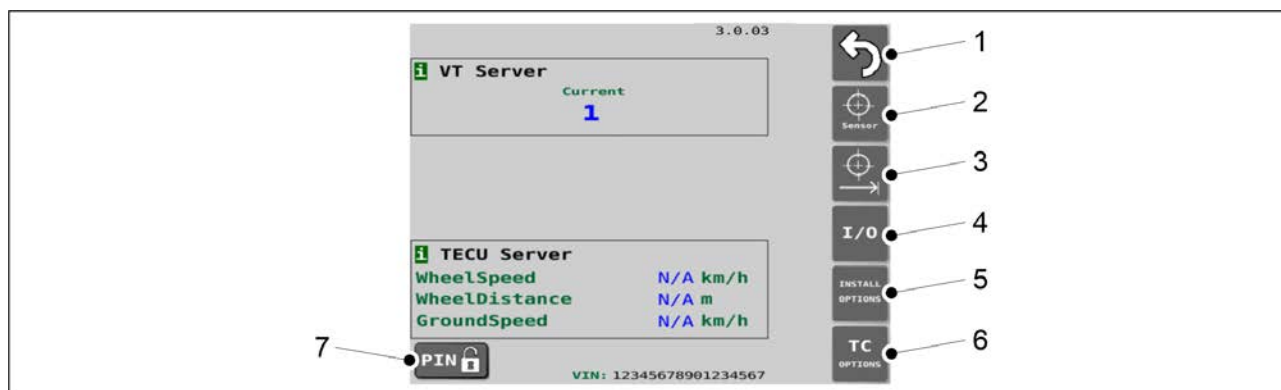 3.0.03
i VT Server
Current
1
i TECU Server
WheelSpeed N/A km/h
WheelDistance N/A m
GroundSpeed N/A km/h
PIN
VIN: 12345678901234567
Sensor
I/O
INSTALL
OPTIONS
TC
OPTIONS
1
2
3
4
5
6
7